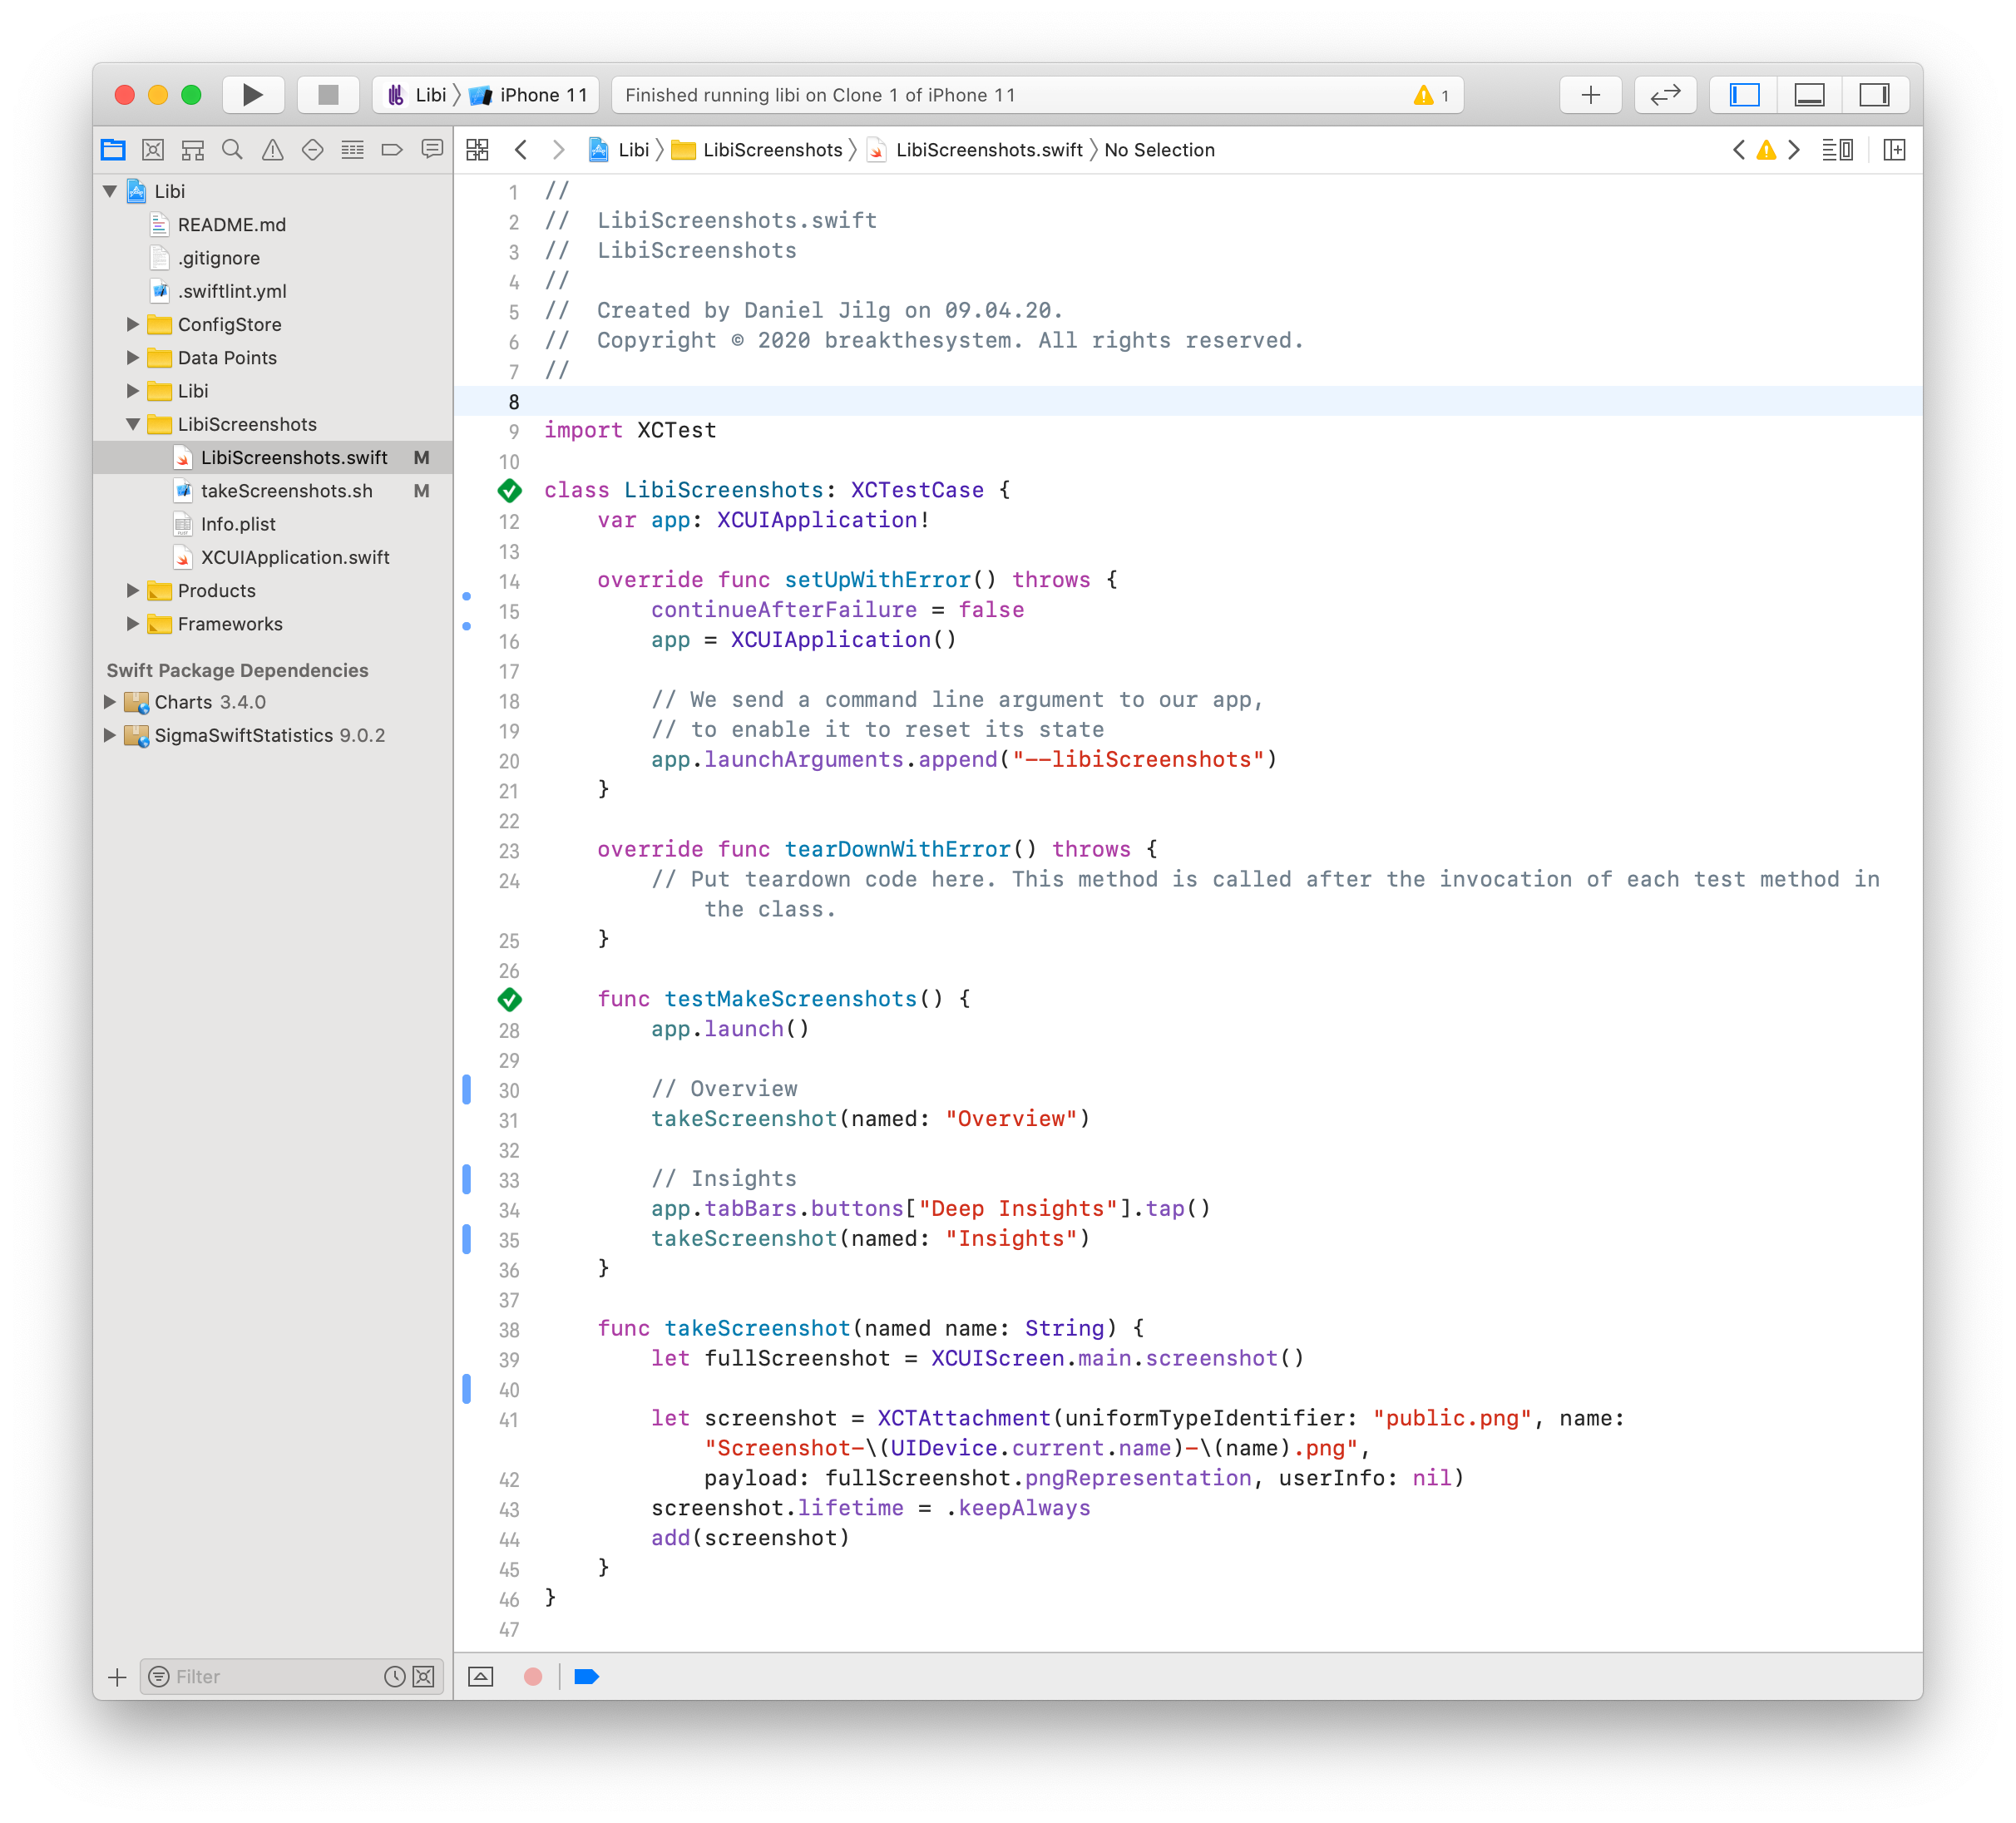 Libi 〉 iPhone 11
Finished running libi on Clone 1 of iPhone 11
1
Libi
README.md
.gitignore
.swiftlint.yml
ConfigStore
Data Points
Libi
LibiScreenshots
LibiScreenshots.swift M
takeScreenshots.sh M
Info.plist
XCUIApplication.swift
Products
Frameworks
Swift Package Dependencies
Charts 3.4.0
SigmaSwiftStatistics 9.0.2
Filter
Libi 〉 LibiScreenshots 〉 LibiScreenshots.swift 〉 No Selection
1 //
2 //  LibiScreenshots.swift
3 //  LibiScreenshots
4 //
5 //  Created by Daniel Jilg on 09.04.20.
6 //  Copyright © 2020 breakthesystem. All rights reserved.
7 //
8
9 import XCTest
10
class LibiScreenshots: XCTestCase {
12     var app: XCUIApplication!
13
14     override func setUpWithError() throws {
15         continueAfterFailure = false
16         app = XCUIApplication()
17
18         // We send a command line argument to our app,
19         // to enable it to reset its state
20         app.launchArguments.append("--libiScreenshots")
21     }
22
23     override func tearDownWithError() throws {
24         // Put teardown code here. This method is called after the invocation of each test method in
the class.
25     }
26
func testMakeScreenshots() {
28         app.launch()
29
30         // Overview
31         takeScreenshot(named: "Overview")
32
33         // Insights
34         app.tabBars.buttons["Deep Insights"].tap()
35         takeScreenshot(named: "Insights")
36     }
37
38     func takeScreenshot(named name: String) {
39         let fullScreenshot = XCUIScreen.main.screenshot()
40
41         let screenshot = XCTAttachment(uniformTypeIdentifier: "public.png", name:
"Screenshot-\(UIDevice.current.name)-\(name).png",
42             payload: fullScreenshot.pngRepresentation, userInfo: nil)
43         screenshot.lifetime = .keepAlways
44         add(screenshot)
45     }
46 }
47